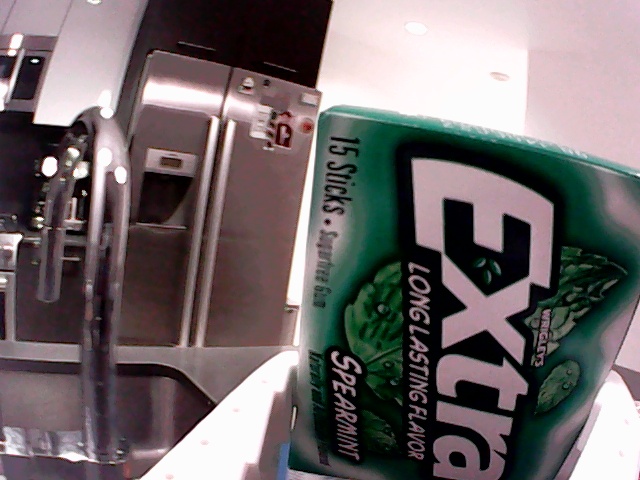 Extra
WRIGLEY'S
LONG LASTING FLAVOR
SPEARMINT
15 Sticks • Sugarfree Gum